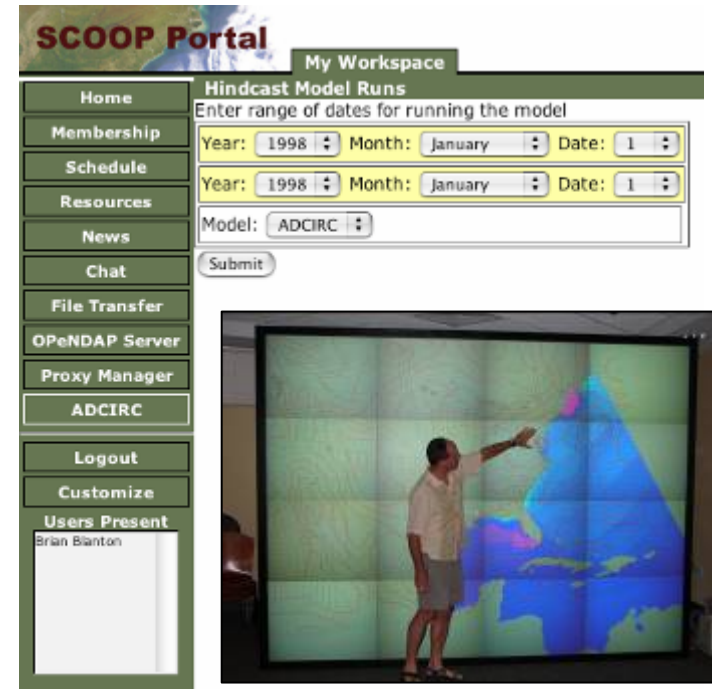 SCOOP Portal
My Workspace
Home
Membership
Schedule
Resources
News
Chat
File Transfer
OPeNDAP Server
Proxy Manager
ADCIRC
Logout
Customize
Users Present
Brian Blanton
Hindcast Model Runs
Enter range of dates for running the model
Year: 1998 Month: January Date: 1
Year: 1998 Month: January Date: 1
Model: ADCIRC
Submit